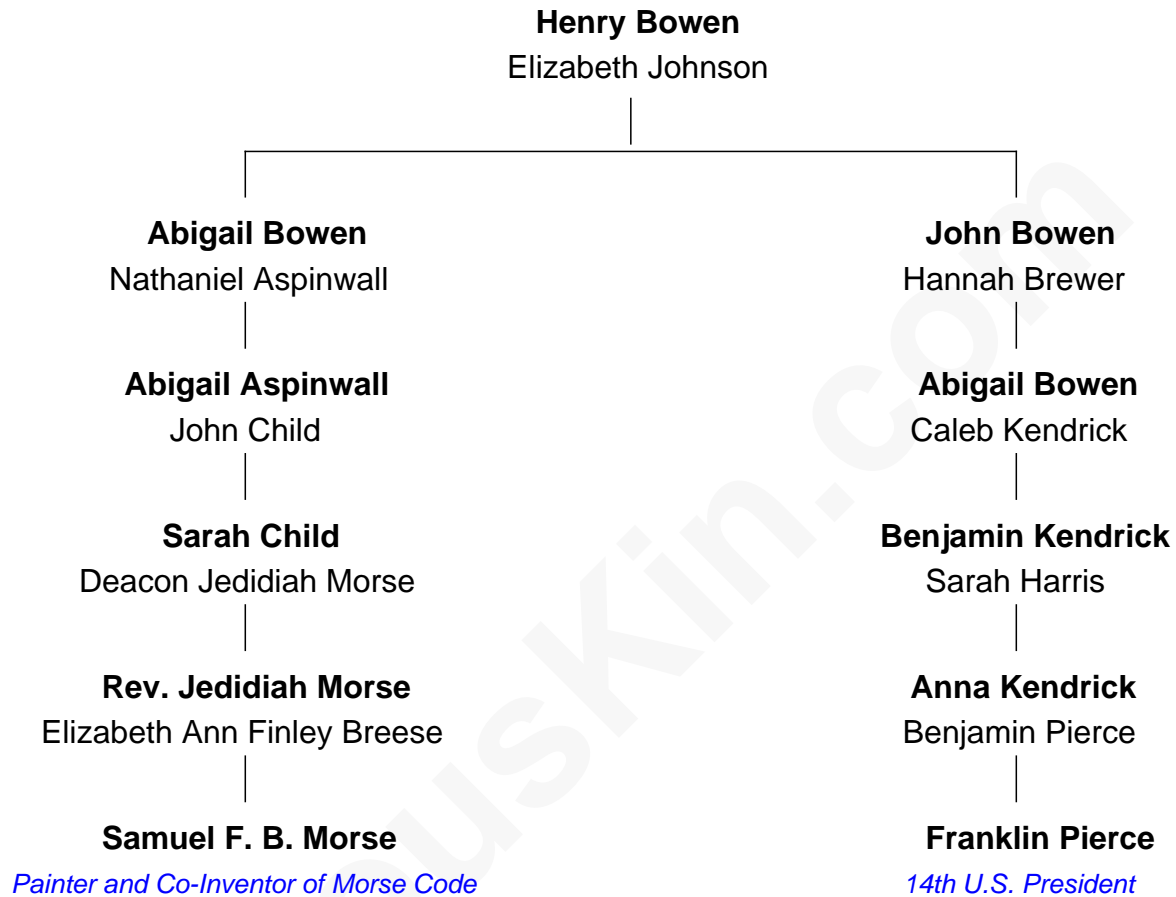 Henry Bowen
Elizabeth Johnson
Abigail Bowen
Nathaniel Aspinwall
John Bowen
Hannah Brewer
Abigail Aspinwall
John Child
Abigail Bowen
Caleb Kendrick
Sarah Child
Deacon Jedidiah Morse
Benjamin Kendrick
Sarah Harris
Rev. Jedidiah Morse
Elizabeth Ann Finley Breese
Anna Kendrick
Benjamin Pierce
Samuel F. B. Morse
Painter and Co-Inventor of Morse Code
Franklin Pierce
14th U.S. President
usKin.com